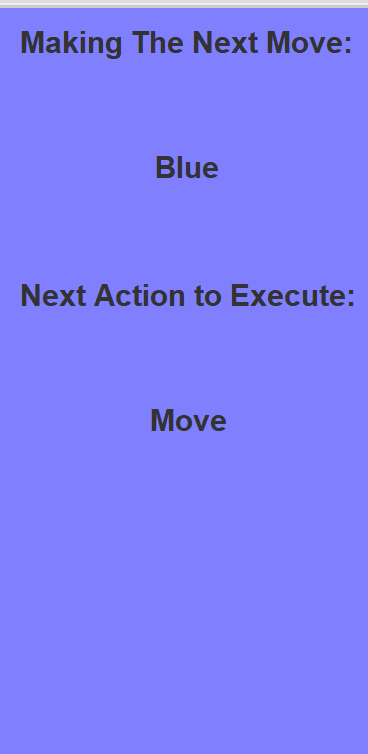 Making The Next Move:
Blue
Next Action to Execute:
Move